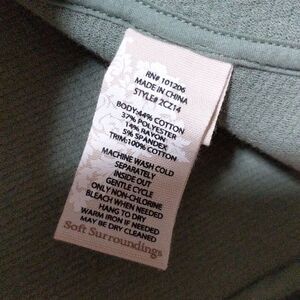 RN# 101206
MADE IN CHINA
STYLE# 2CZ14
BODY:44% COTTON
37% POLYESTER
14% RAYON
5% SPANDEX
TRIM:100% COTTON
MACHINE WASH COLD
SEPARATELY
INSIDE OUT
GENTLE CYCLE
ONLY NON-CHLORINE
BLEACH WHEN NEEDED
HANG TO DRY
WARM IRON IF NEEDED
MAY BE DRY CLEANED
Soft Surroundings